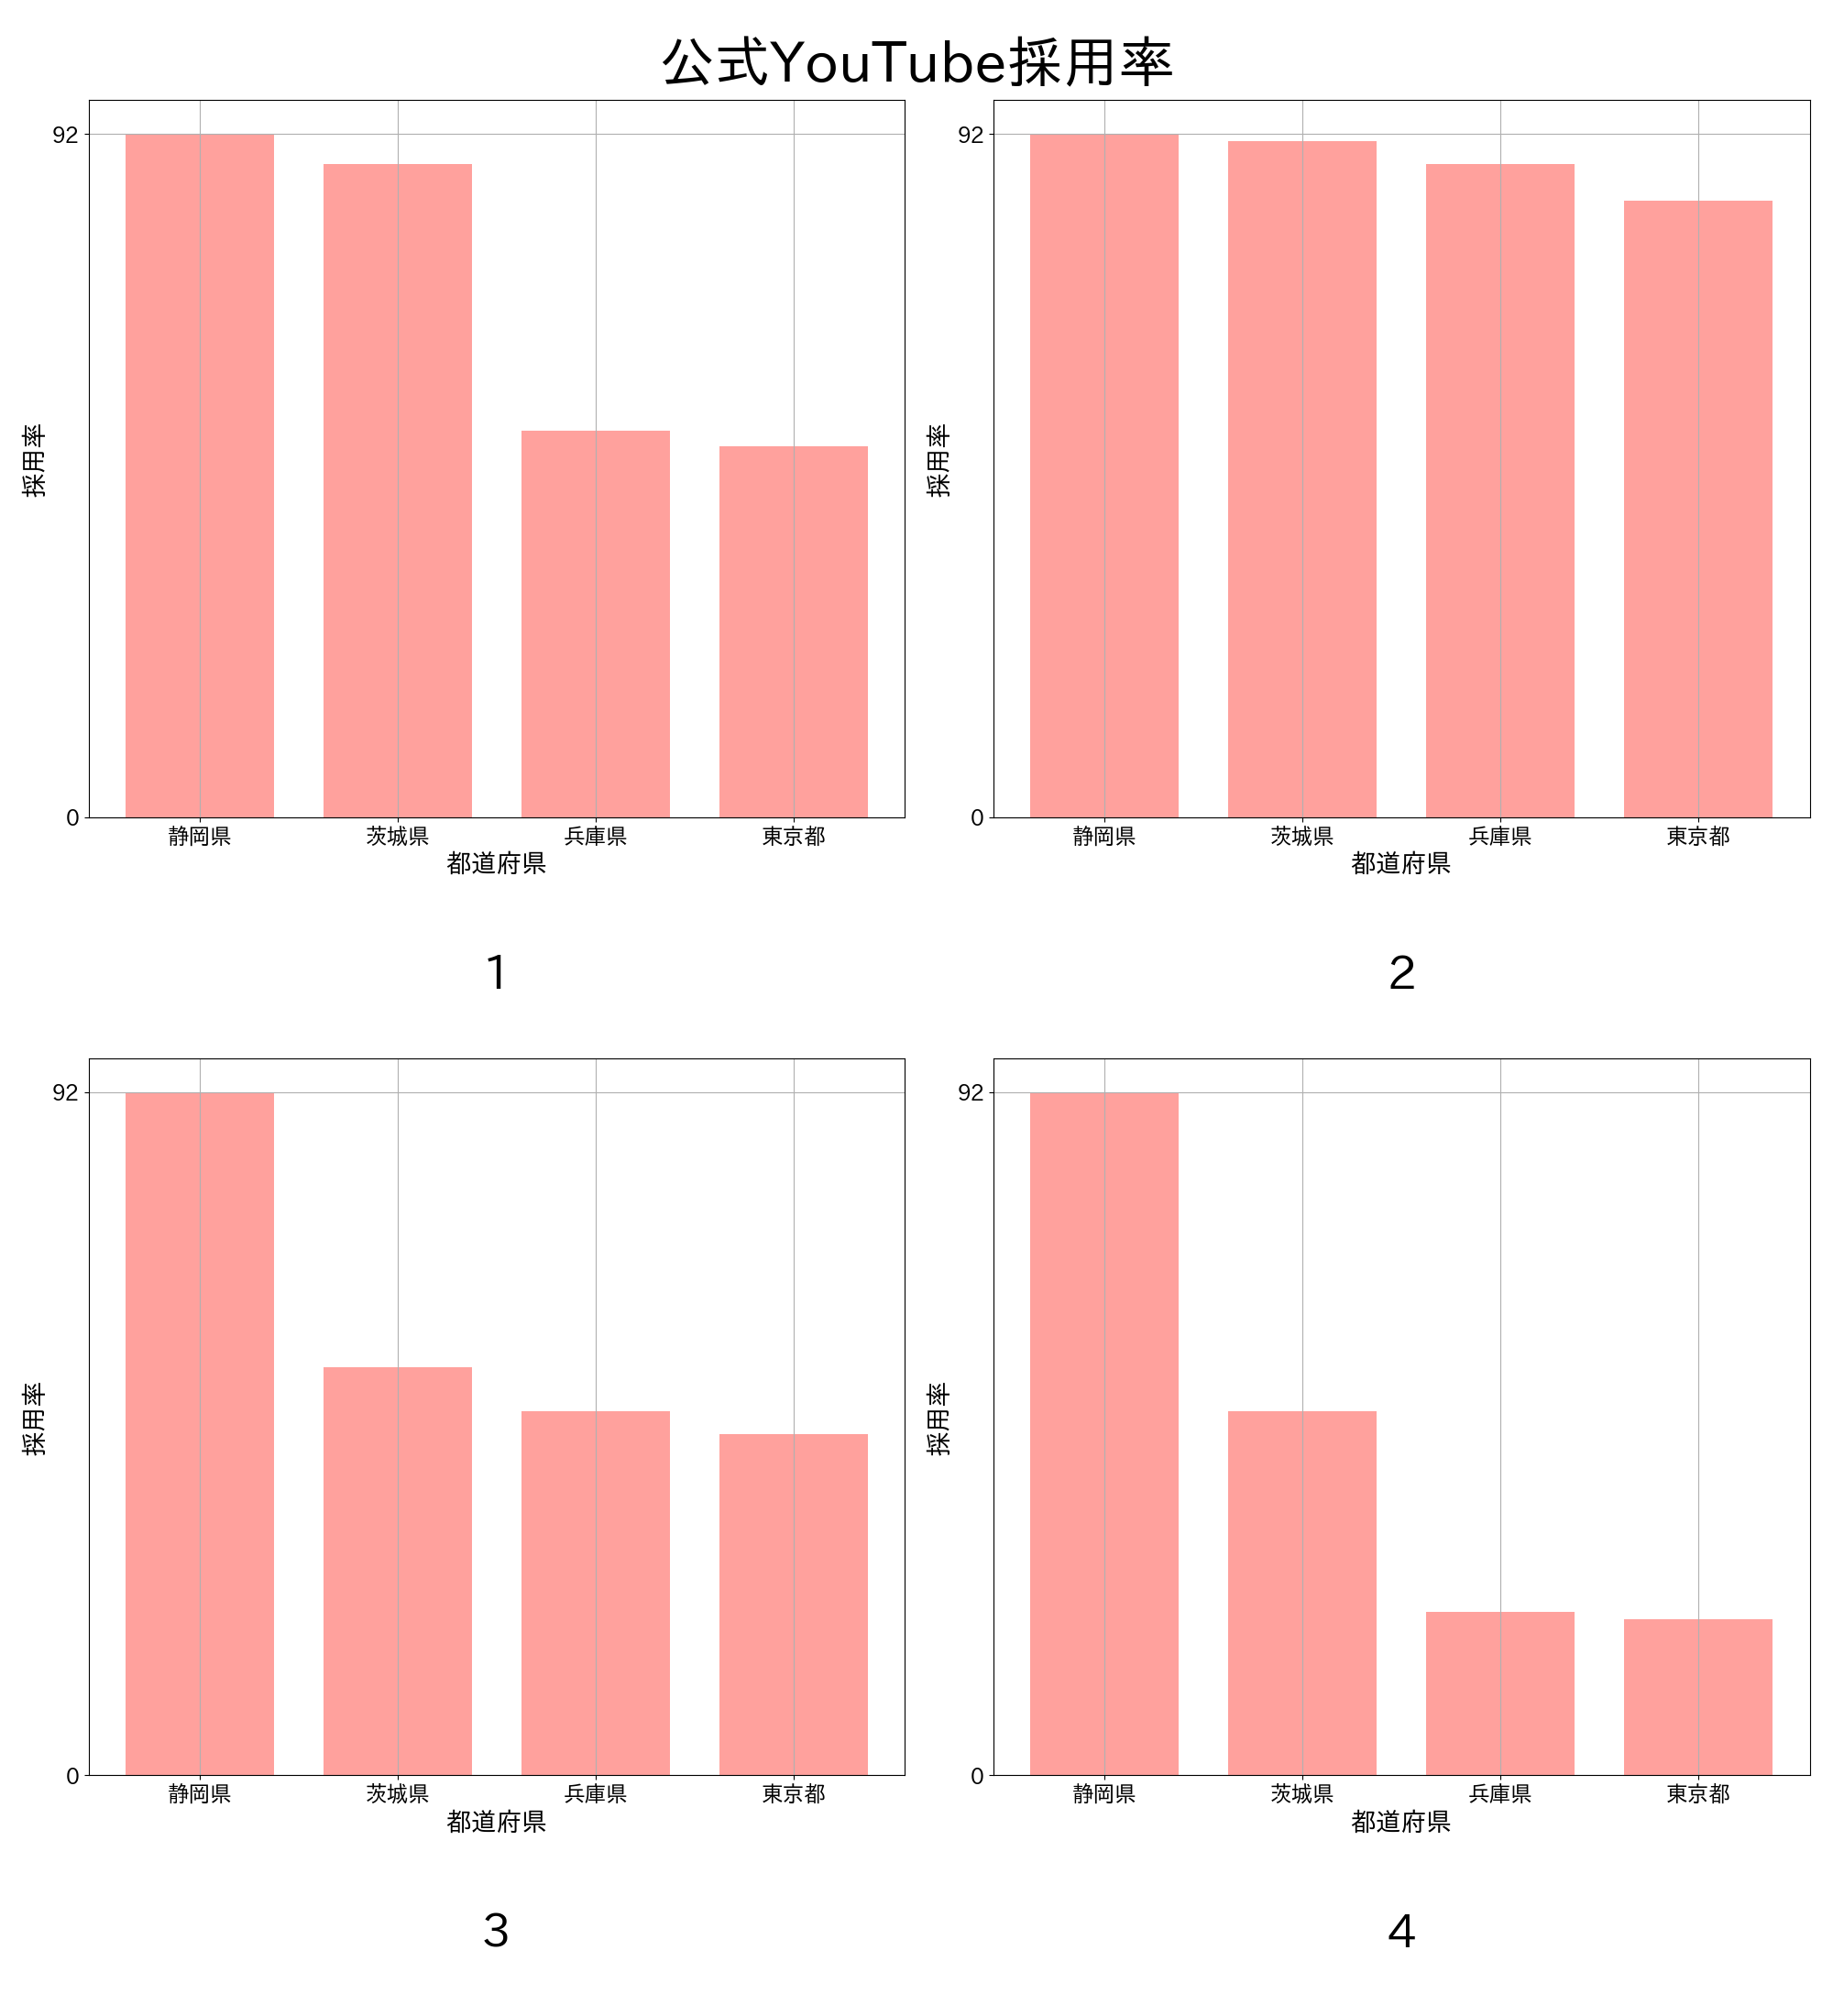 公式YouTube採用率
92
0
採用率
静岡県 茨城県 兵庫県 東京都
都道府県
1
92
0
採用率
静岡県 茨城県 兵庫県 東京都
都道府県
2
92
0
採用率
静岡県 茨城県 兵庫県 東京都
都道府県
3
92
0
採用率
静岡県 茨城県 兵庫県 東京都
都道府県
4